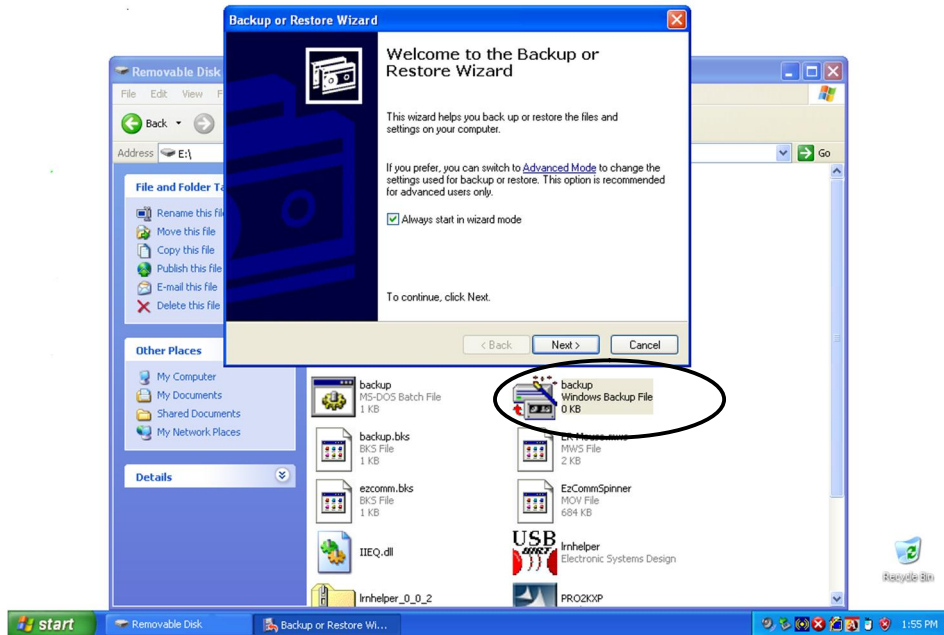 Backup or Restore Wizard
Welcome to the Backup or
Restore Wizard
This wizard helps you back up or restore the files and
settings on your computer.
If you prefer, you can switch to Advanced Mode to change the
settings used for backup or restore. This option is recommended
for advanced users only.
Always start in wizard mode
To continue, click Next.
< Back
Next >
Cancel
Removable Disk
File Edit View
Back
Address E:\
Go
File and Folder
Rename this
Move this file
Copy this file
Publish this file
E-mail this file
Delete this file
Other Places
My Computer
My Documents
Shared Documents
My Network Places
Details
backup
MS-DOS Batch File
1 KB
backup
Windows Backup File
0 KB
backup.bks
BKS File
1 KB
MWS File
2 KB
ezcomm.bks
BKS File
1 KB
EzCommSpinner
MOV File
684 KB
IIEQ.dll
USB
UIRT
lrnhelper
Electronic Systems Design
lrnhelper_0_0_2
PRO2KXP
Recycle Bin
start
Removable Disk
Backup or Restore Wi...
1:55 PM